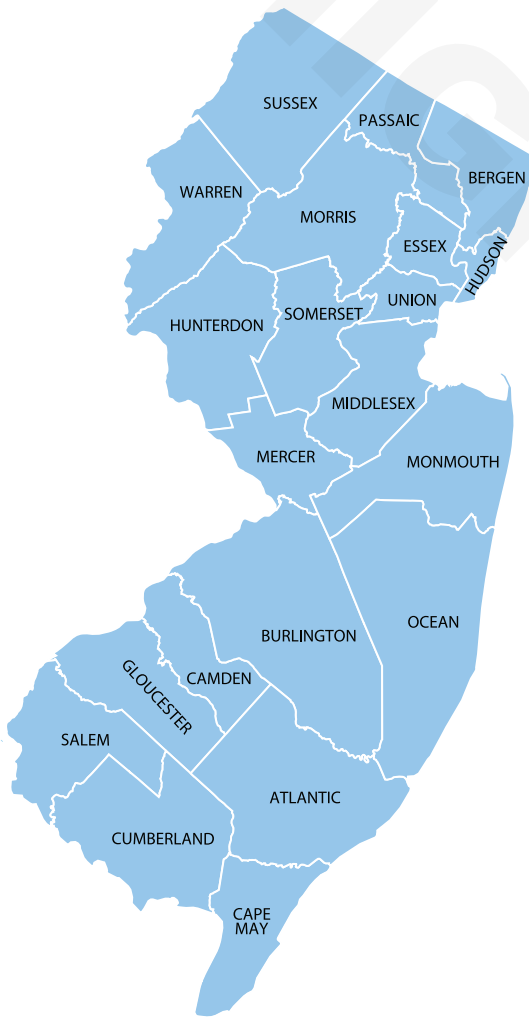 SUSSEX
PASSAIC
BERGEN
WARREN
MORRIS
ESSEX
HUDSON
UNION
SOMERSET
HUNTERDON
MIDDLESEX
MERCER
MONMOUTH
OCEAN
BURLINGTON
CAMDEN
GLOUCESTER
SALEM
ATLANTIC
CUMBERLAND
CAPE
MAY